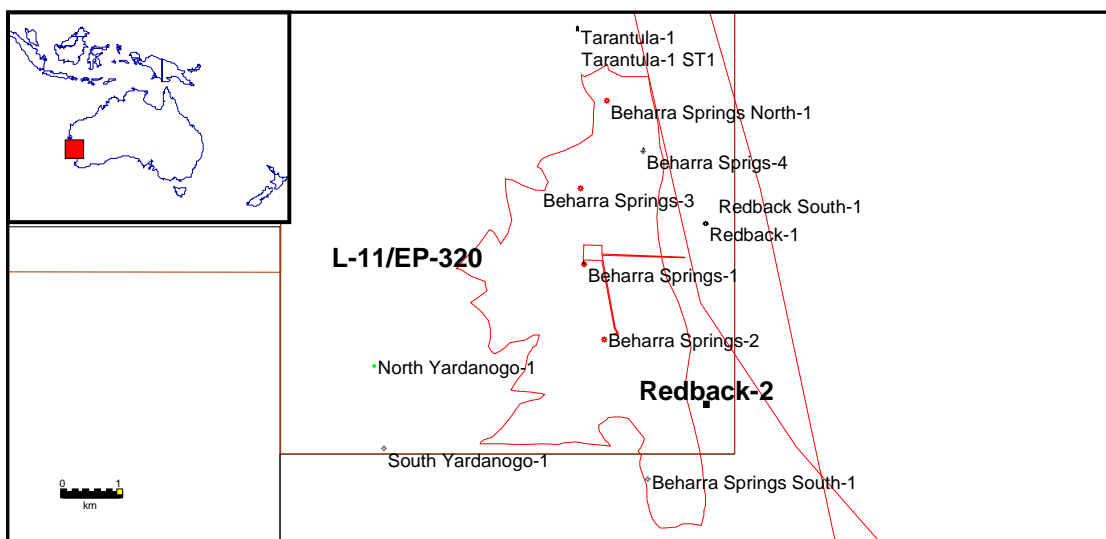 Tarantula-1
Tarantula-1 ST1
Beharra Springs North-1
Beharra Sprigs-4
Beharra Springs-3
Redback South-1
Redback-1
L-11/EP-320
Beharra Springs-1
Beharra Springs-2
North Yardanogo-1
Redback-2
South Yardanogo-1
Beharra Springs South-1
0 1
km